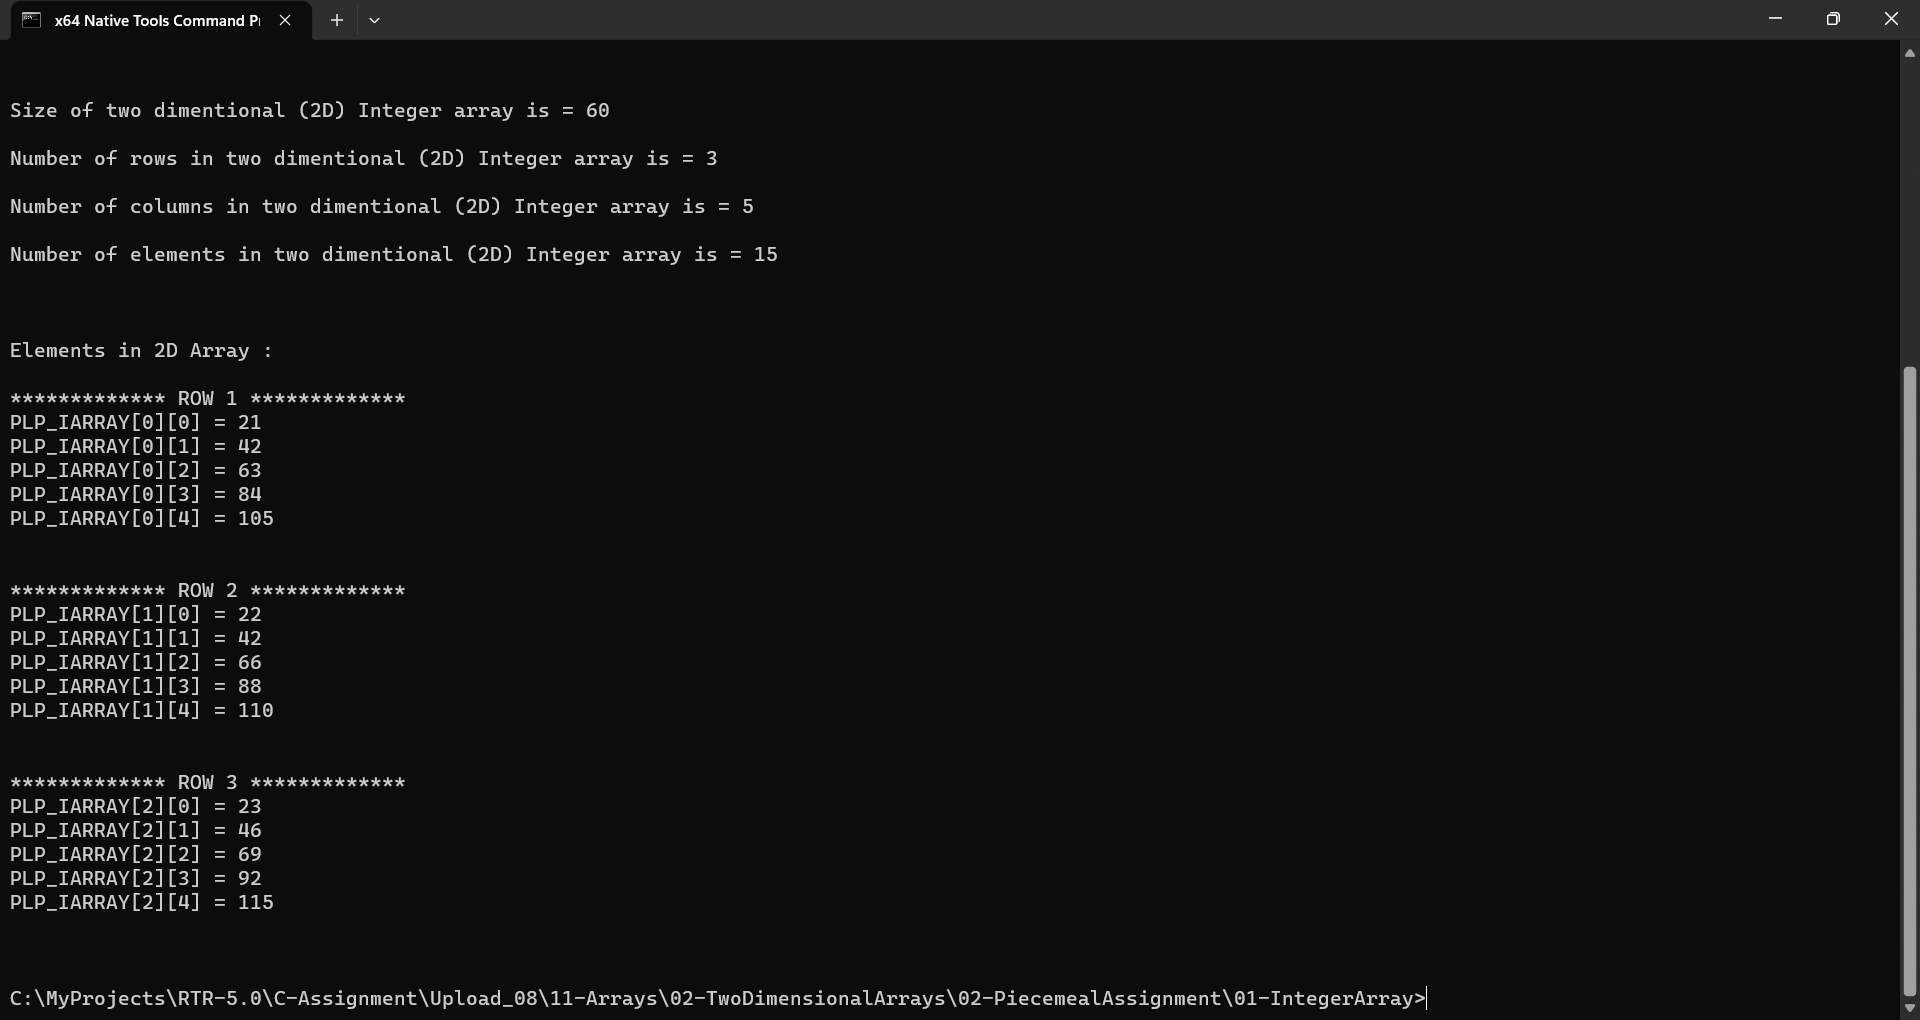 x64 Native Tools Command P
Size of two dimentional (2D) Integer array is = 60
Number of rows in two dimentional (2D) Integer array is = 3
Number of columns in two dimentional (2D) Integer array is = 5
Number of elements in two dimentional (2D) Integer array is = 15
Elements in 2D Array :
************* ROW 1 *************
PLP_IARRAY[0][0] = 21
PLP_IARRAY[0][1] = 42
PLP_IARRAY[0][2] = 63
PLP_IARRAY[0][3] = 84
PLP_IARRAY[0][4] = 105
************* ROW 2 *************
PLP_IARRAY[1][0] = 22
PLP_IARRAY[1][1] = 42
PLP_IARRAY[1][2] = 66
PLP_IARRAY[1][3] = 88
PLP_IARRAY[1][4] = 110
************* ROW 3 *************
PLP_IARRAY[2][0] = 23
PLP_IARRAY[2][1] = 46
PLP_IARRAY[2][2] = 69
PLP_IARRAY[2][3] = 92
PLP_IARRAY[2][4] = 115
C:\MyProjects\RTR-5.0\C-Assignment\Upload_08\11-Arrays\02-TwoDimensionalArrays\02-PiecemealAssignment\01-IntegerArray>